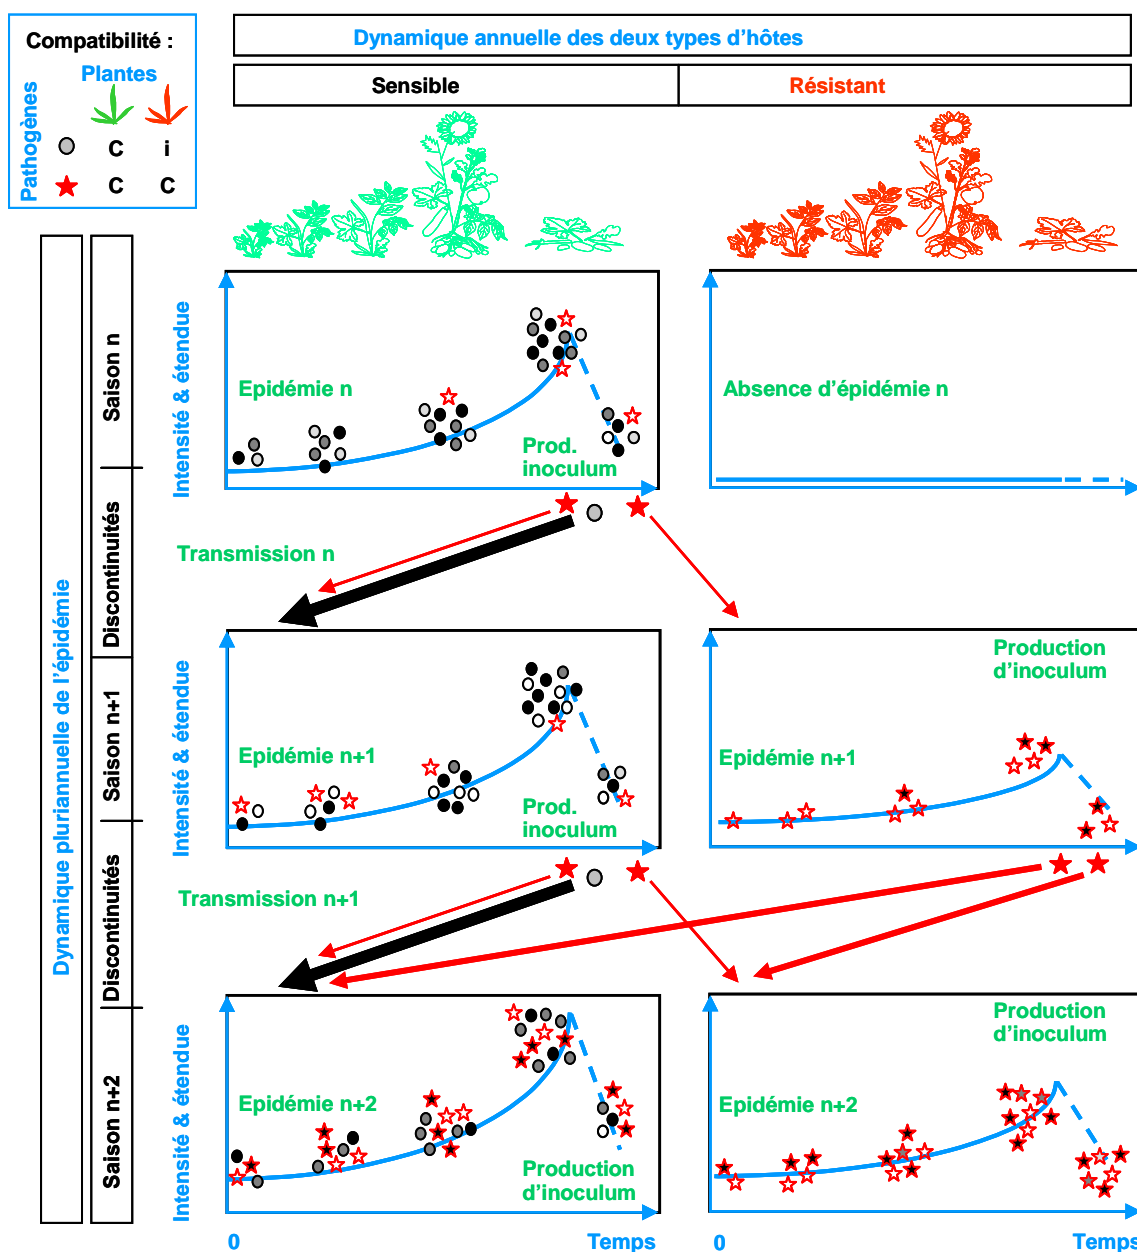 Compatibilité :
Plantes
Pathogènes
C i
C C
Dynamique annuelle des deux types d'hôtes
Sensible
Résistant
Dynamique pluriannuelle de l'épidémie
Saison n
Intensité & étendue
Epidémie n
Prod.
inoculum
Absence d'épidémie n
Discontinuités
Transmission n
Saison n+1
Intensité & étendue
Epidémie n+1
Prod.
inoculum
Production
d'inoculum
Epidémie n+1
Discontinuités
Transmission n+1
Saison n+2
Intensité & étendue
Epidémie n+2
Production
d'inoculum
Production
d'inoculum
Epidémie n+2
0 Temps
0 Temps